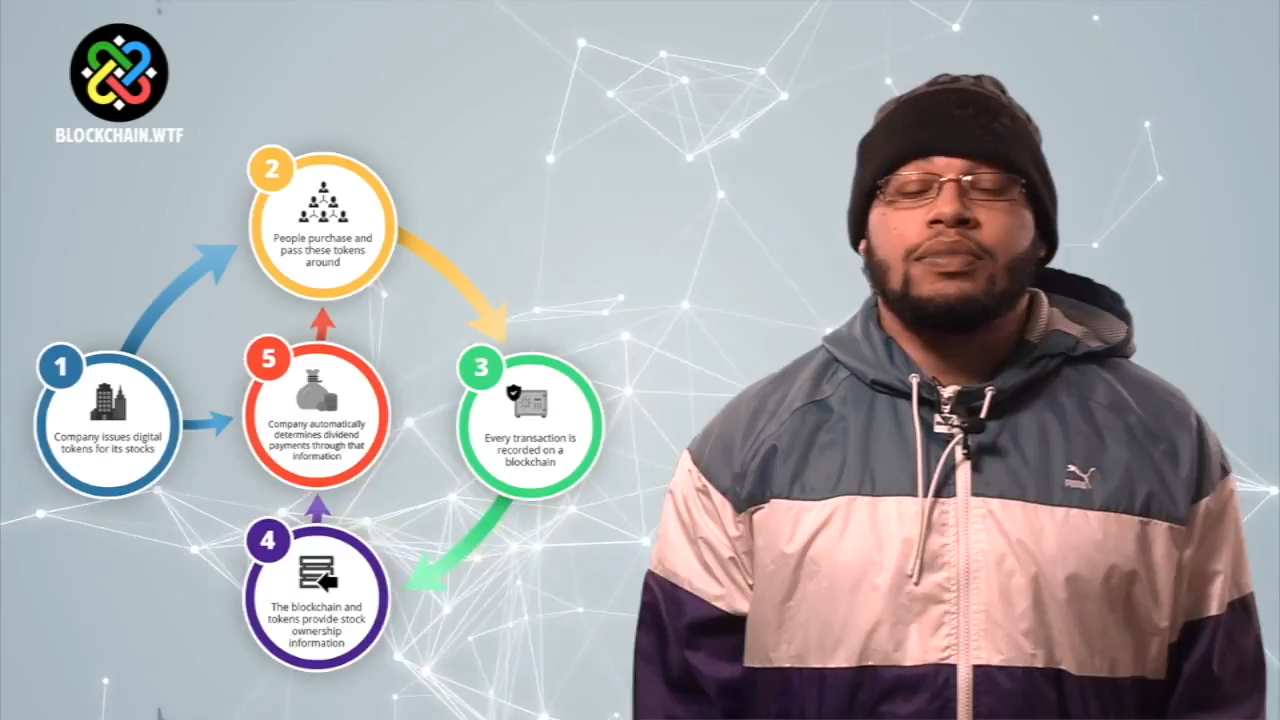 BLOCKCHAIN.WTF
1
Company issues digital
tokens for its stocks
2
People purchase and
pass these tokens
around
3
Every transaction is
recorded on a
blockchain
4
The blockchain and
tokens provide stock
ownership
information
5
Company automatically
determines dividend
payments through that
information
PUMA